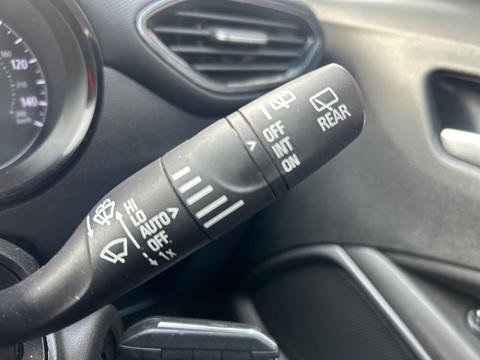 120
140
OFF
INT
ON
REAR
HI
LO
AUTO
OFF
1x